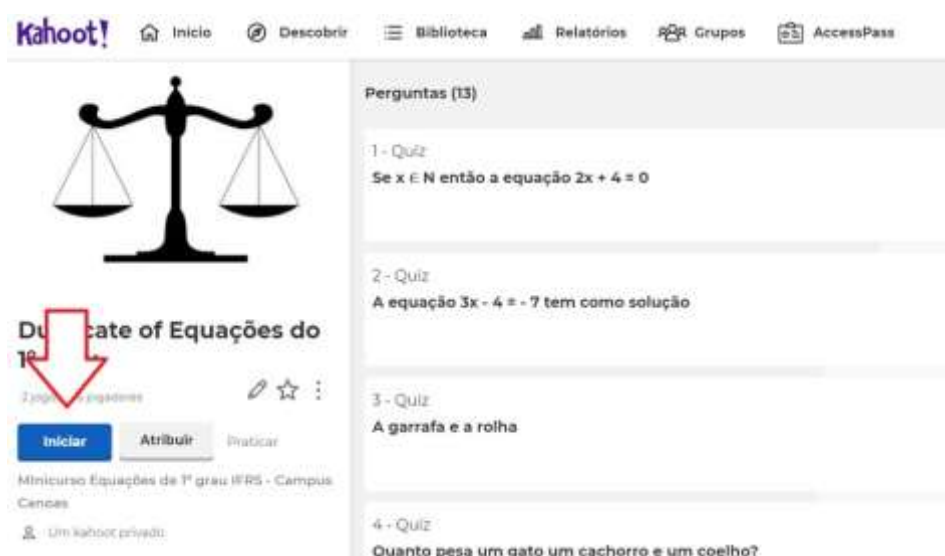 Kahoot!
Início
Descobrir
Biblioteca
Relatórios
Grupos
AccessPass
Perguntas (13)
1 - Quiz
Se x ∈ N então a equação 2x + 4 = 0
2 - Quiz
A equação 3x - 4 = - 7 tem como solução
3 - Quiz
A garrafa e a rolha
4 - Quiz
Quanto pesa um gato um cachorro e um coelho?
of Equações do
1º
Iniciar
Atribuir
Praticar
Minicurso Equações de 1º grau IFRS - Campus
Canoas
Um kahoot privado